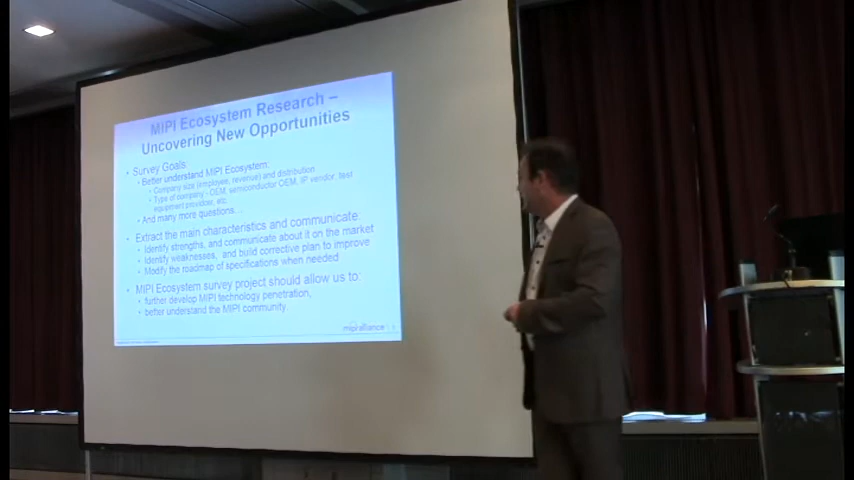 MIPI Ecosystem Research –
Uncovering New Opportunities
• Survey Goals:
• Better understand MIPI Ecosystem:
• Company size (employee, revenue) and distribution
• Type of company : OEM, semiconductor OEM, IP vendor, test
equipment provider, etc.
• And many more questions…
• Extract the main characteristics and communicate
• Identify strengths, and communicate about it on the market
• Identify weaknesses, and build corrective plan to improve
• Modify the roadmap of specifications when needed
• MIPI Ecosystem survey project should allow us to:
• further develop MIPI technology penetration,
• better understand the MIPI community.
mipi alliance